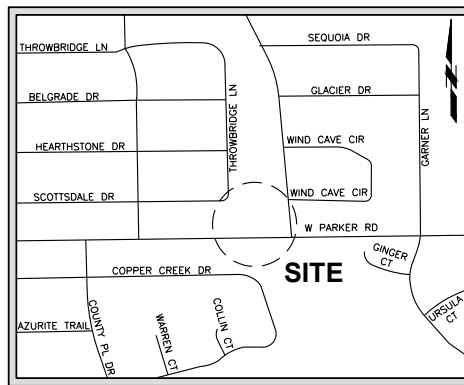 THROWBRIDGE LN
SEQUOIA DR
BELGRADE DR
GLACIER DR
THROWBRIDGE LN
GARNER LN
HEARTHSTONE DR
WIND CAVE CIR
SCOTTSDALE DR
WIND CAVE CIR
W PARKER RD
GINGER
CT
COPPER CREEK DR
SITE
COUNTY PL DR
AZURITE TRAIL
WARREN CT
COLLIN CT
URSULA
CT